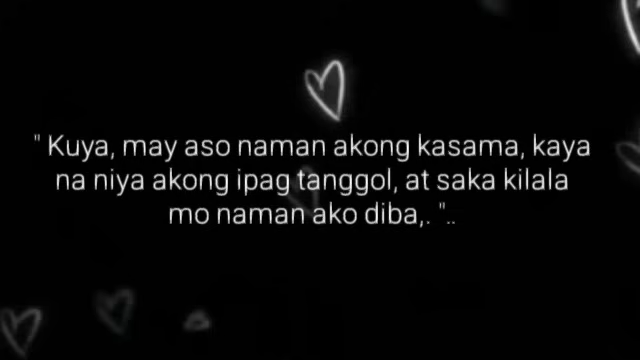 " Kuya, may aso naman akong kasama, kaya
na niya akong ipag tanggol, at saka kilala
mo naman ako diba,. "..